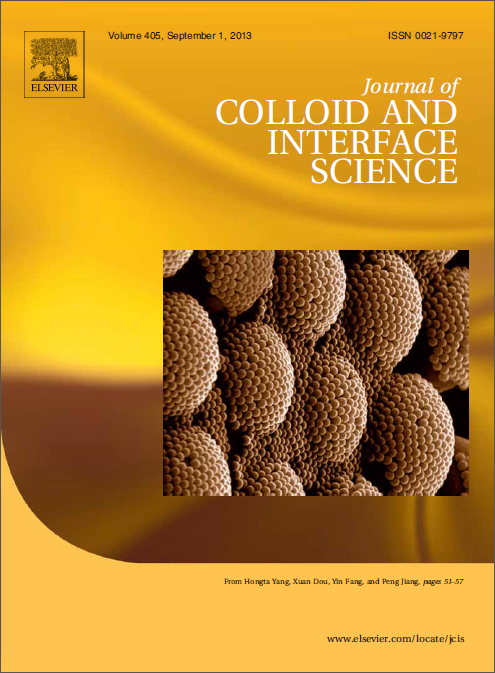 Volume 405, September 1, 2013
ISSN 0021-9797
ELSEVIER
Journal of
COLLOID AND
INTERFACE
SCIENCE
From Hongta Yang, Xuan Dou, Yin Fang, and Peng Jiang, pages 51–57
www.elsevier.com/locate/jcis